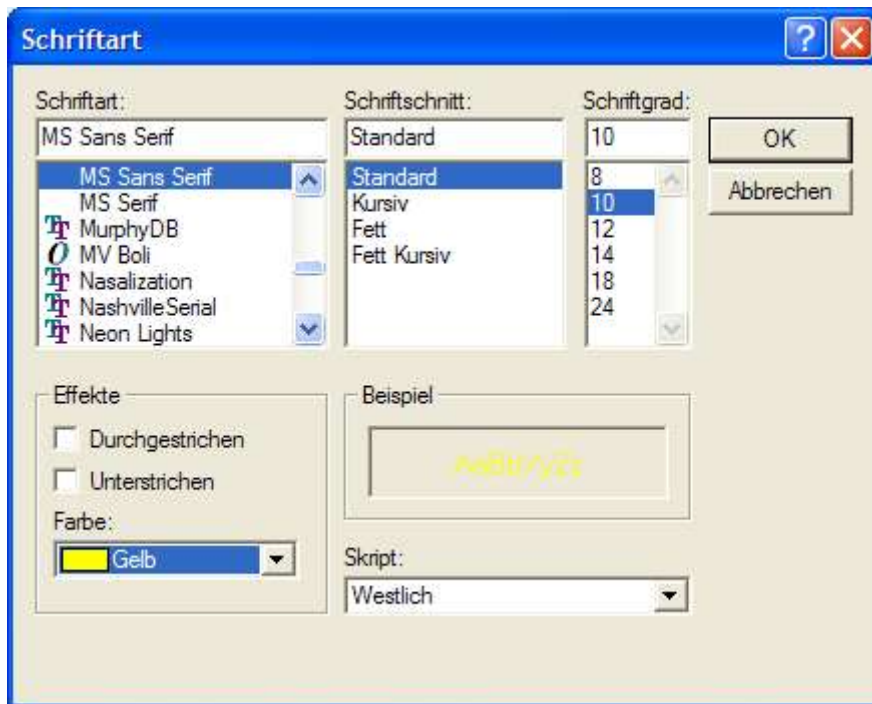 Schriftart
Schriftart:
MS Sans Serif
MS Sans Serif
MS Serif
MurphyDB
MV Boli
Nasalization
NashvilleSerial
Neon Lights
Schriftschnitt:
Standard
Standard
Kursiv
Fett
Fett Kursiv
Schriftgrad:
10
8
10
12
14
18
24
OK
Abbrechen
Effekte
Durchgestrichen
Unterstrichen
Farbe:
Gelb
Beispiel
AaBbYyZz
Skript:
Westlich